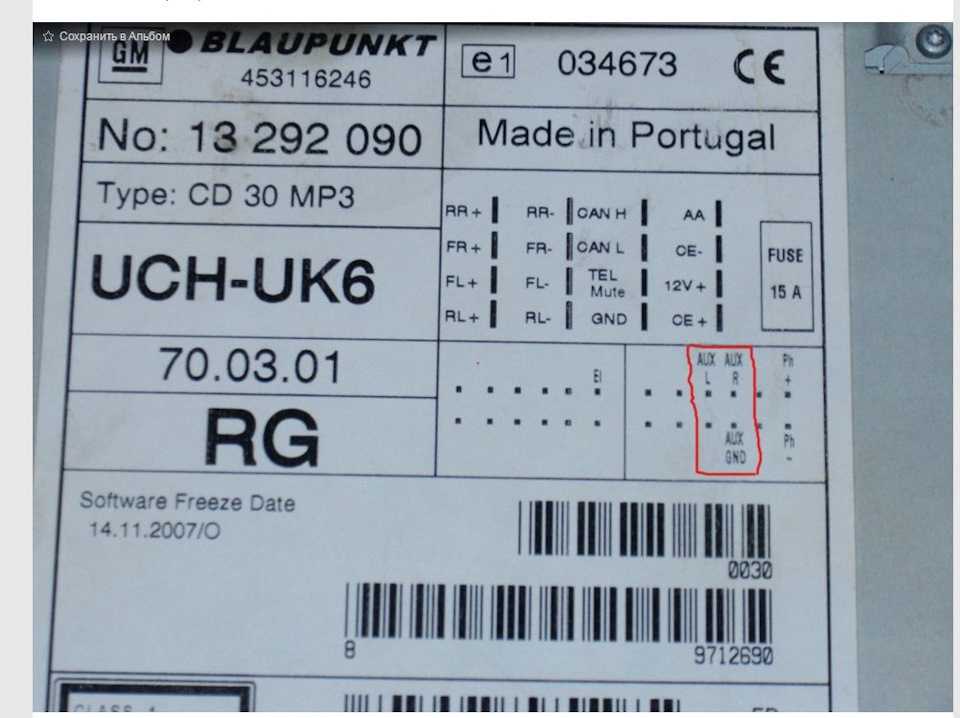 Сохранить в Альбом
GM BLAUPUNKT
453116246
e1 034673 CE
No: 13 292 090
Made in Portugal
Type: CD 30 MP3
RR+ RR- CAN H AA
FR+ FR- CAN L CE-
FL+ FL- TEL Mute 12V+
RL+ RL- GND CE+
FUSE
15 A
UCH-UK6
70.03.01
EI
AUX L AUX R Ph +
AUX GND Ph -
RG
Software Freeze Date
14.11.2007/O
0030
8 9712690
CLASS 1